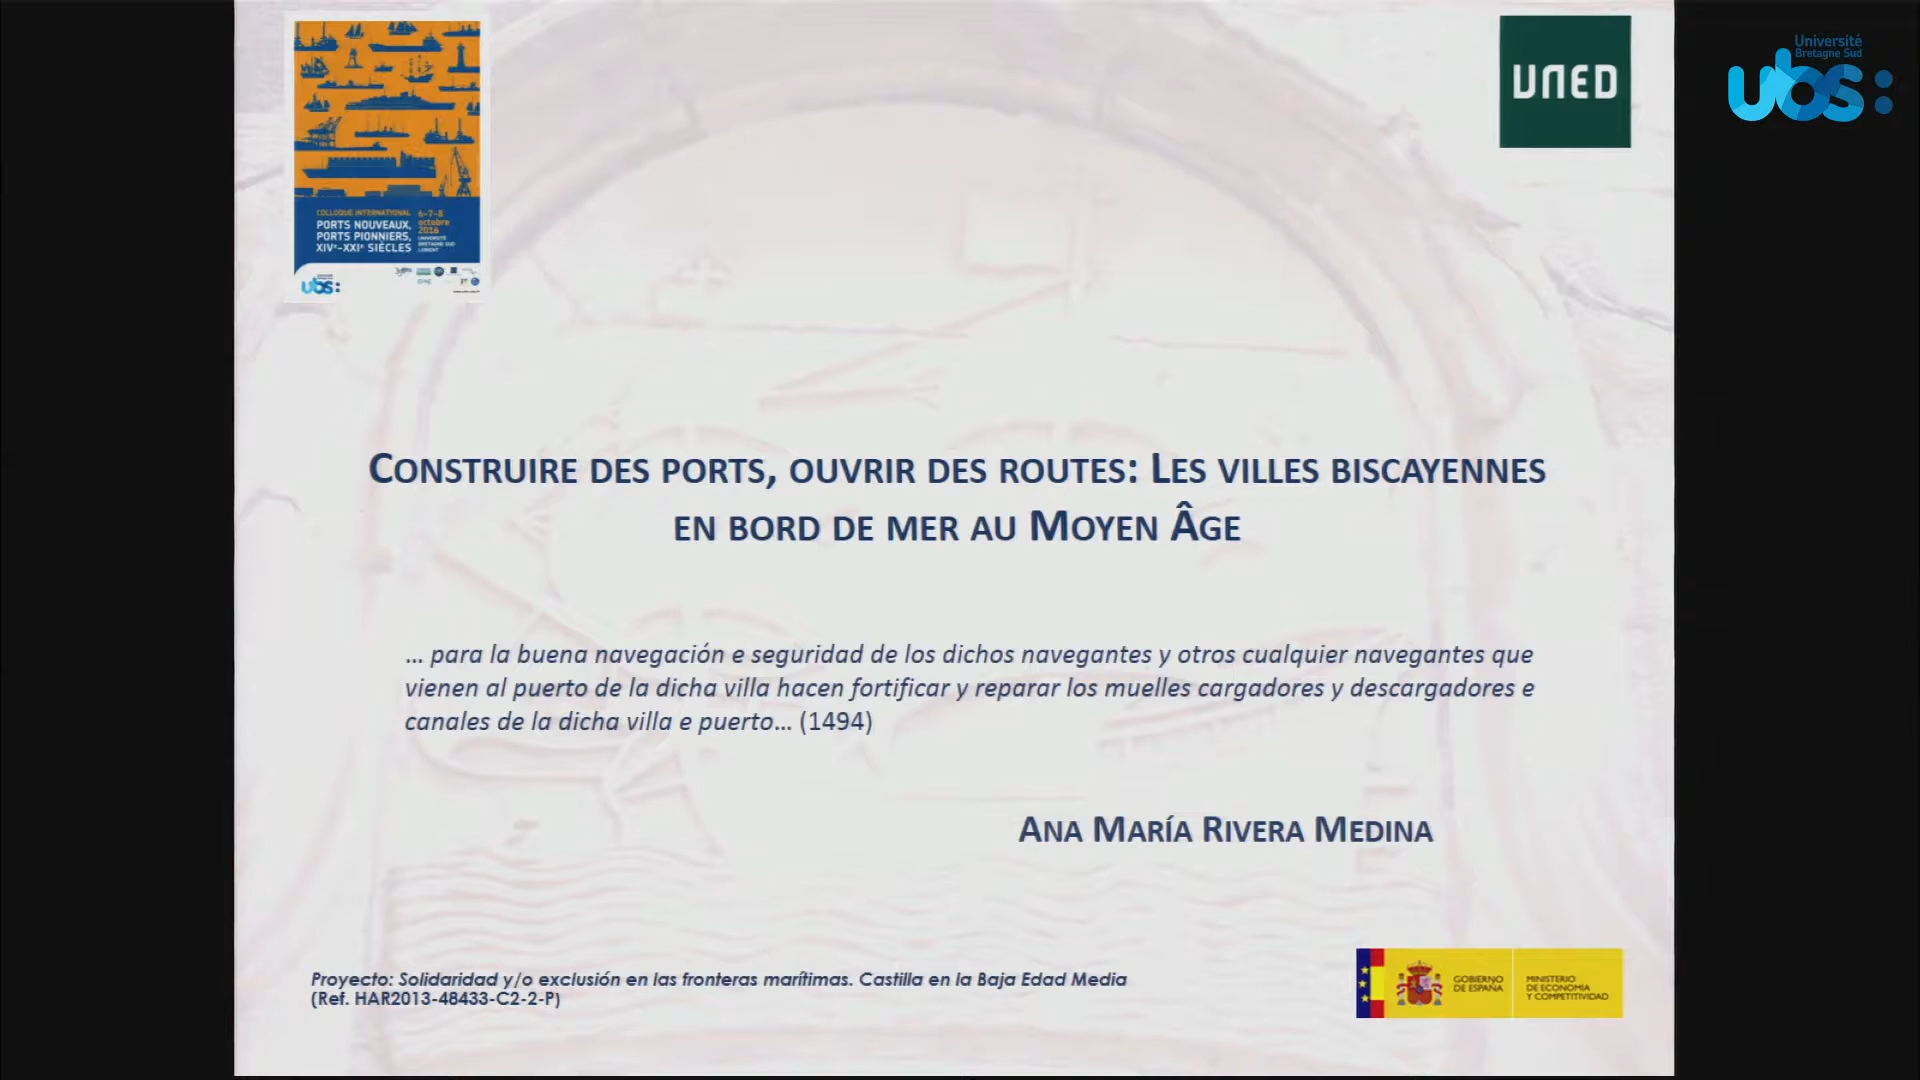 COLLOQUE INTERNATIONAL
PORTS NOUVEAUX,
PORTS PIONNIERS,
XIVᵉ-XXIᵉ SIÈCLES
6-7-8
octobre
2016
UNIVERSITÉ
BRETAGNE SUD
LORIENT
ubs:
UNED
Université
Bretagne Sud
ubs:
CONSTRUIRE DES PORTS, OUVRIR DES ROUTES: LES VILLES BISCAYENNES
EN BORD DE MER AU MOYEN ÂGE
... para la buena navegación e seguridad de los dichos navegantes y otros cualquier navegantes que
vienen al puerto de la dicha villa hacen fortificar y reparar los muelles cargadores y descargadores e
canales de la dicha villa e puerto... (1494)
ANA MARÍA RIVERA MEDINA
Proyecto: Solidaridad y/o exclusión en las fronteras marítimas. Castilla en la Baja Edad Media
(Ref. HAR2013-48433-C2-2-P)
GOBIERNO
DE ESPAÑA
MINISTERIO
DE ECONOMÍA
Y COMPETITIVIDAD